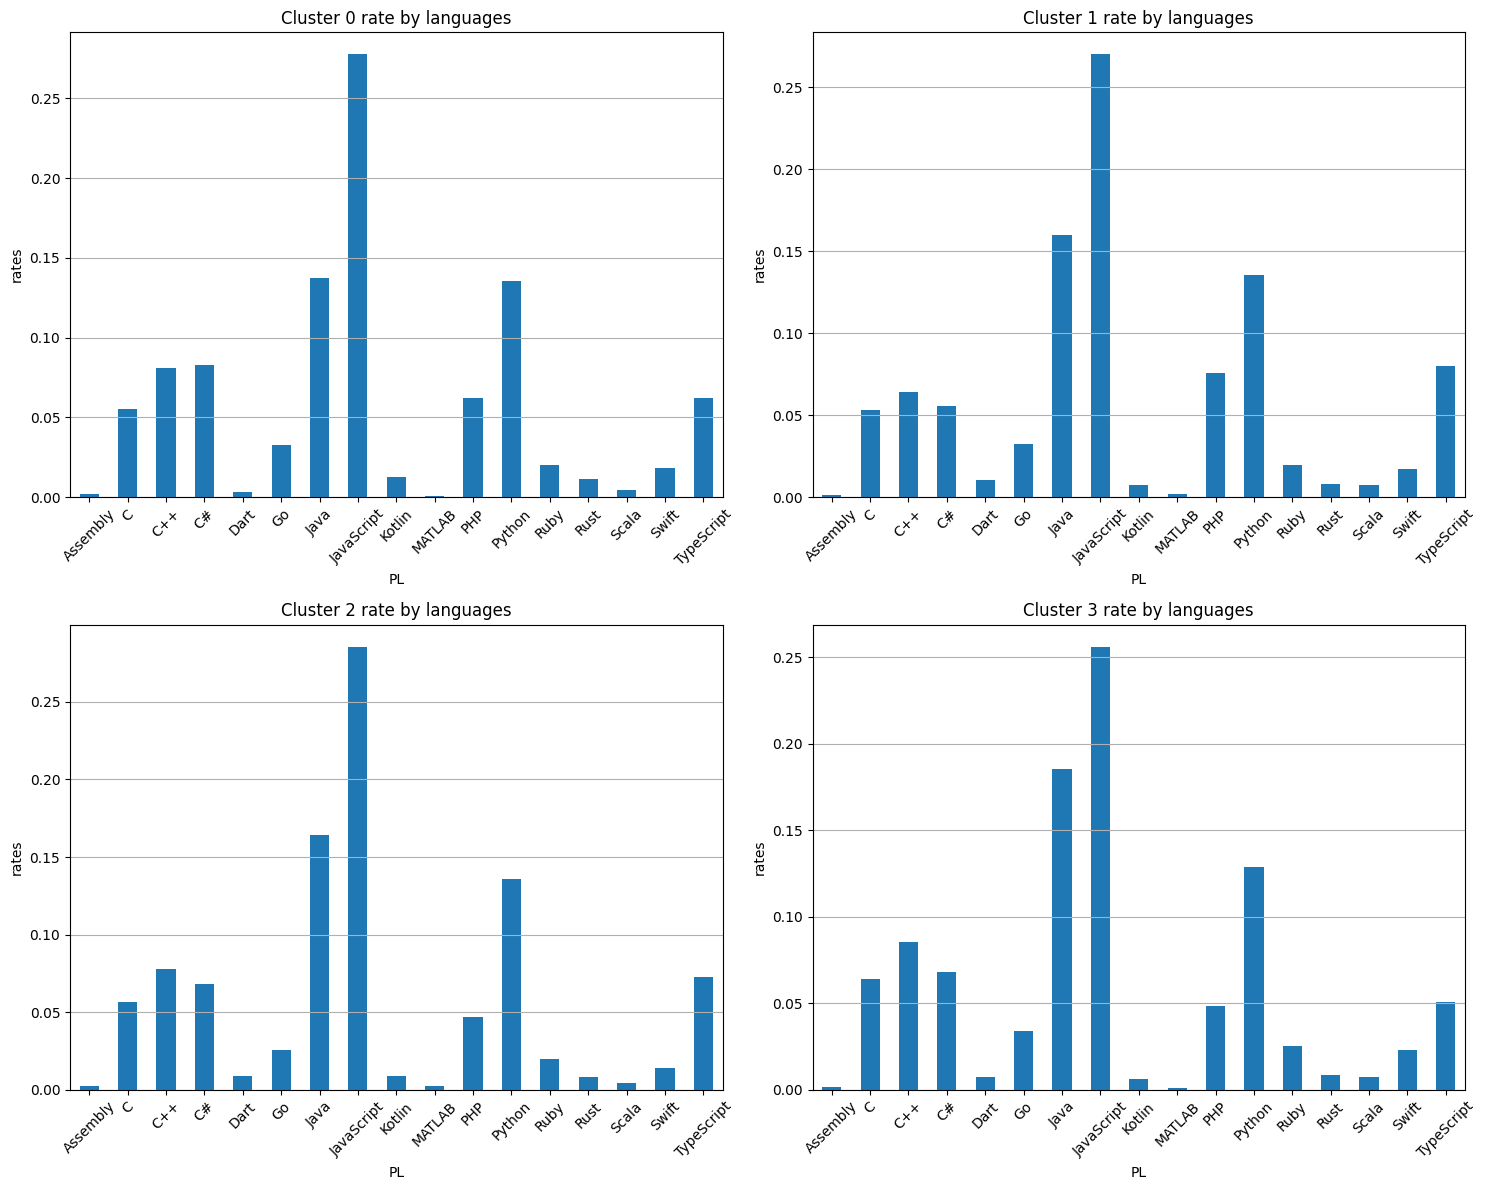 Cluster 0 rate by languages
rates
0.25
0.20
0.15
0.10
0.05
0.00
Assembly
C
C++
C#
Dart
Go
Java
JavaScript
Kotlin
MATLAB
PHP
Python
Ruby
Rust
Scala
Swift
TypeScript
PL
Cluster 1 rate by languages
rates
0.25
0.20
0.15
0.10
0.05
0.00
Assembly
C
C++
C#
Dart
Go
Java
JavaScript
Kotlin
MATLAB
PHP
Python
Ruby
Rust
Scala
Swift
TypeScript
PL
Cluster 2 rate by languages
rates
0.25
0.20
0.15
0.10
0.05
0.00
Assembly
C
C++
C#
Dart
Go
Java
JavaScript
Kotlin
MATLAB
PHP
Python
Ruby
Rust
Scala
Swift
TypeScript
PL
Cluster 3 rate by languages
rates
0.25
0.20
0.15
0.10
0.05
0.00
Assembly
C
C++
C#
Dart
Go
Java
JavaScript
Kotlin
MATLAB
PHP
Python
Ruby
Rust
Scala
Swift
TypeScript
PL